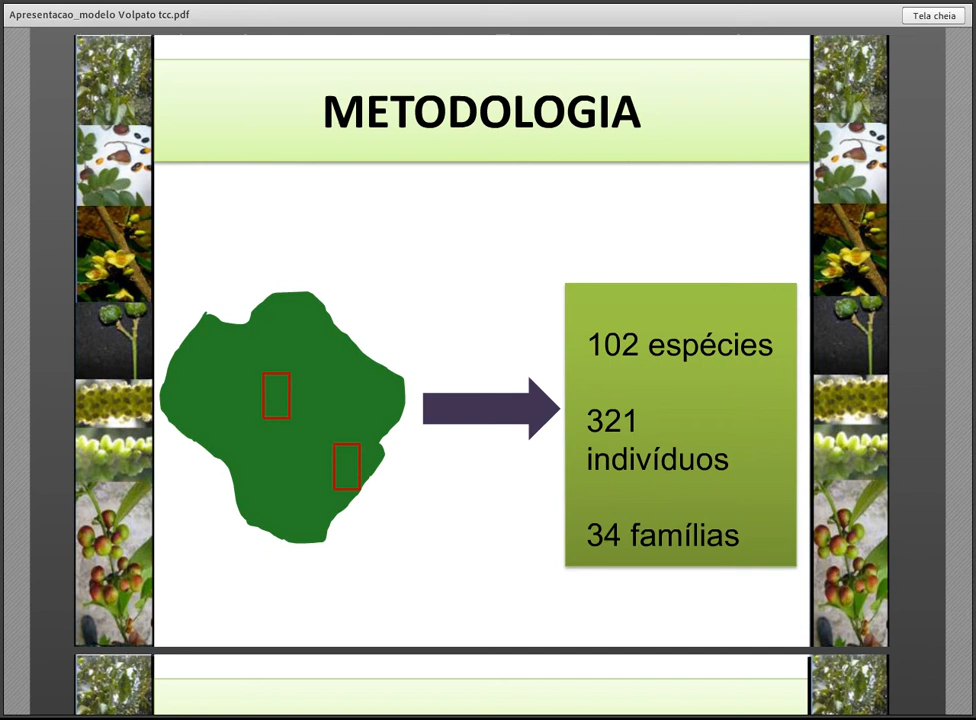 Apresentacao_modelo Volpato tcc.pdf
Tela cheia
METODOLOGIA
102 espécies
321
indivíduos
34 famílias